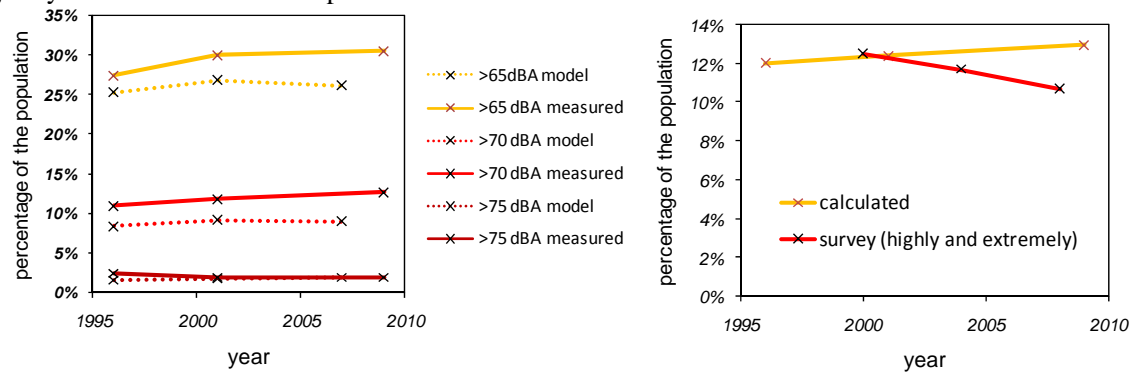 35%
30%
25%
20%
15%
10%
5%
0%
1995
2000
2005
2010
percentage of the population
year
>65dBA model
>65 dBA measured
>70 dBA model
>70 dBA measured
>75 dBA model
>75 dBA measured
14%
12%
10%
8%
6%
4%
2%
0%
1995
2000
2005
2010
percentage of the population
year
calculated
survey (highly and extremely)